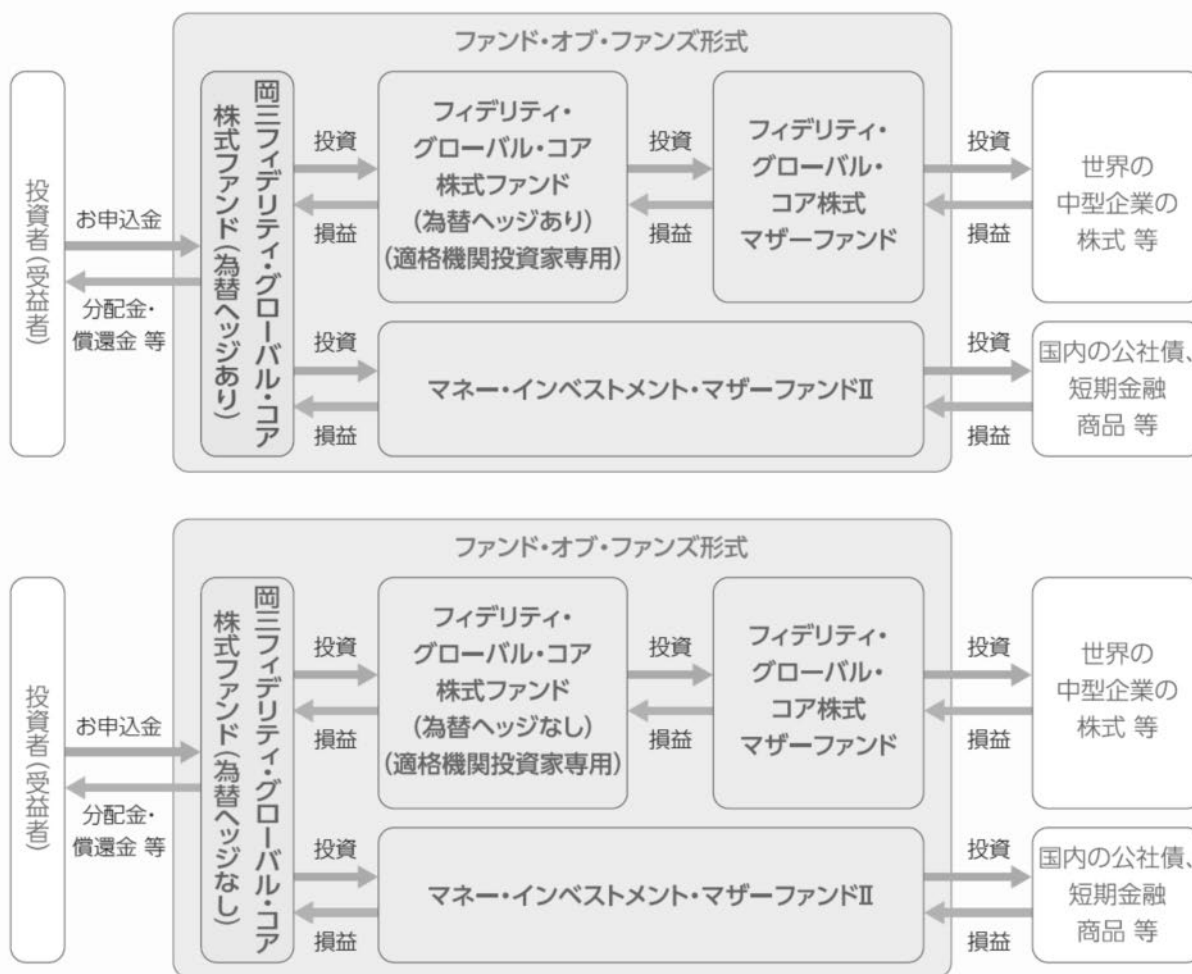 ファンド・オブ・ファンズ形式
投資者(受益者)
お申込金
分配金・
償還金 等
岡三フィデリティ・グローバル・コア
株式ファンド(為替ヘッジあり)
投資
損益
フィデリティ・
グローバル・コア
株式ファンド
(為替ヘッジあり)
(適格機関投資家専用)
投資
損益
フィデリティ・
グローバル・
コア株式
マザーファンド
投資
損益
世界の
中型企業の
株式 等
投資
損益
マネー・インベストメント・マザーファンドⅡ
投資
損益
国内の公社債、
短期金融
商品 等
ファンド・オブ・ファンズ形式
投資者(受益者)
お申込金
分配金・
償還金 等
岡三フィデリティ・グローバル・コア
株式ファンド(為替ヘッジなし)
投資
損益
フィデリティ・
グローバル・コア
株式ファンド
(為替ヘッジなし)
(適格機関投資家専用)
投資
損益
フィデリティ・
グローバル・
コア株式
マザーファンド
投資
損益
世界の
中型企業の
株式 等
投資
損益
マネー・インベストメント・マザーファンドⅡ
投資
損益
国内の公社債、
短期金融
商品 等